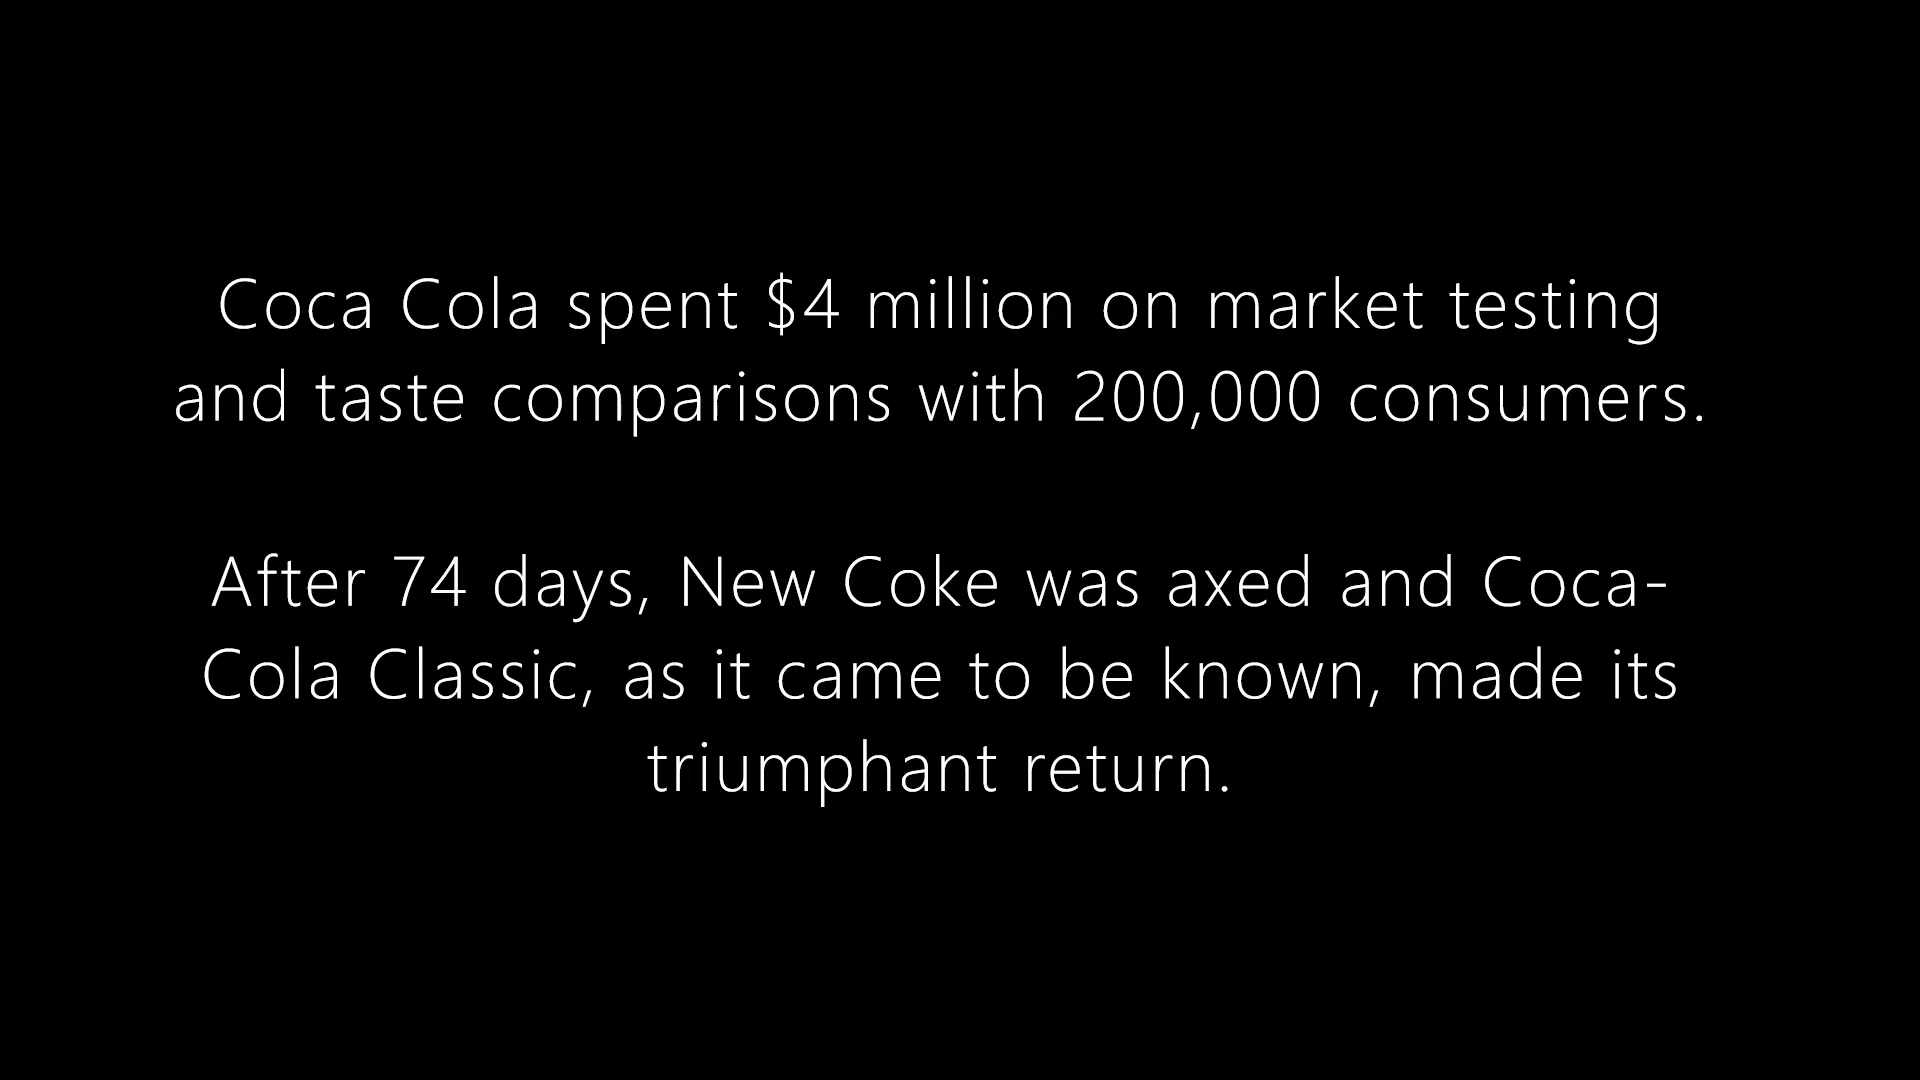 Coca Cola spent $4 million on market testing
and taste comparisons with 200,000 consumers.
After 74 days, New Coke was axed and Coca-
Cola Classic, as it came to be known, made its
triumphant return.